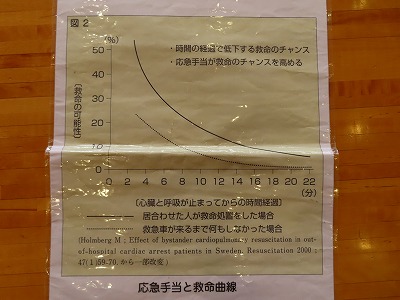 図2
・時間の経過で低下する救命のチャンス
・応急手当が救命のチャンスを高める
(%)
50
40
30
20
10
0
〔救命の可能性〕
0 2 4 6 8 10 12 14 16 18 20 22
(分)
〔心臓と呼吸が止まってからの時間経過〕
居合わせた人が救命処置をした場合
救急車が来るまで何もしなかった場合
(Holmberg M : Effect of bystander cardiopulmonary resuscitation in out-
of-hospital cardiac arrest patients in Sweden. Resuscitation 2000 :
47(1)59-70. から一部改変)
応急手当と救命曲線